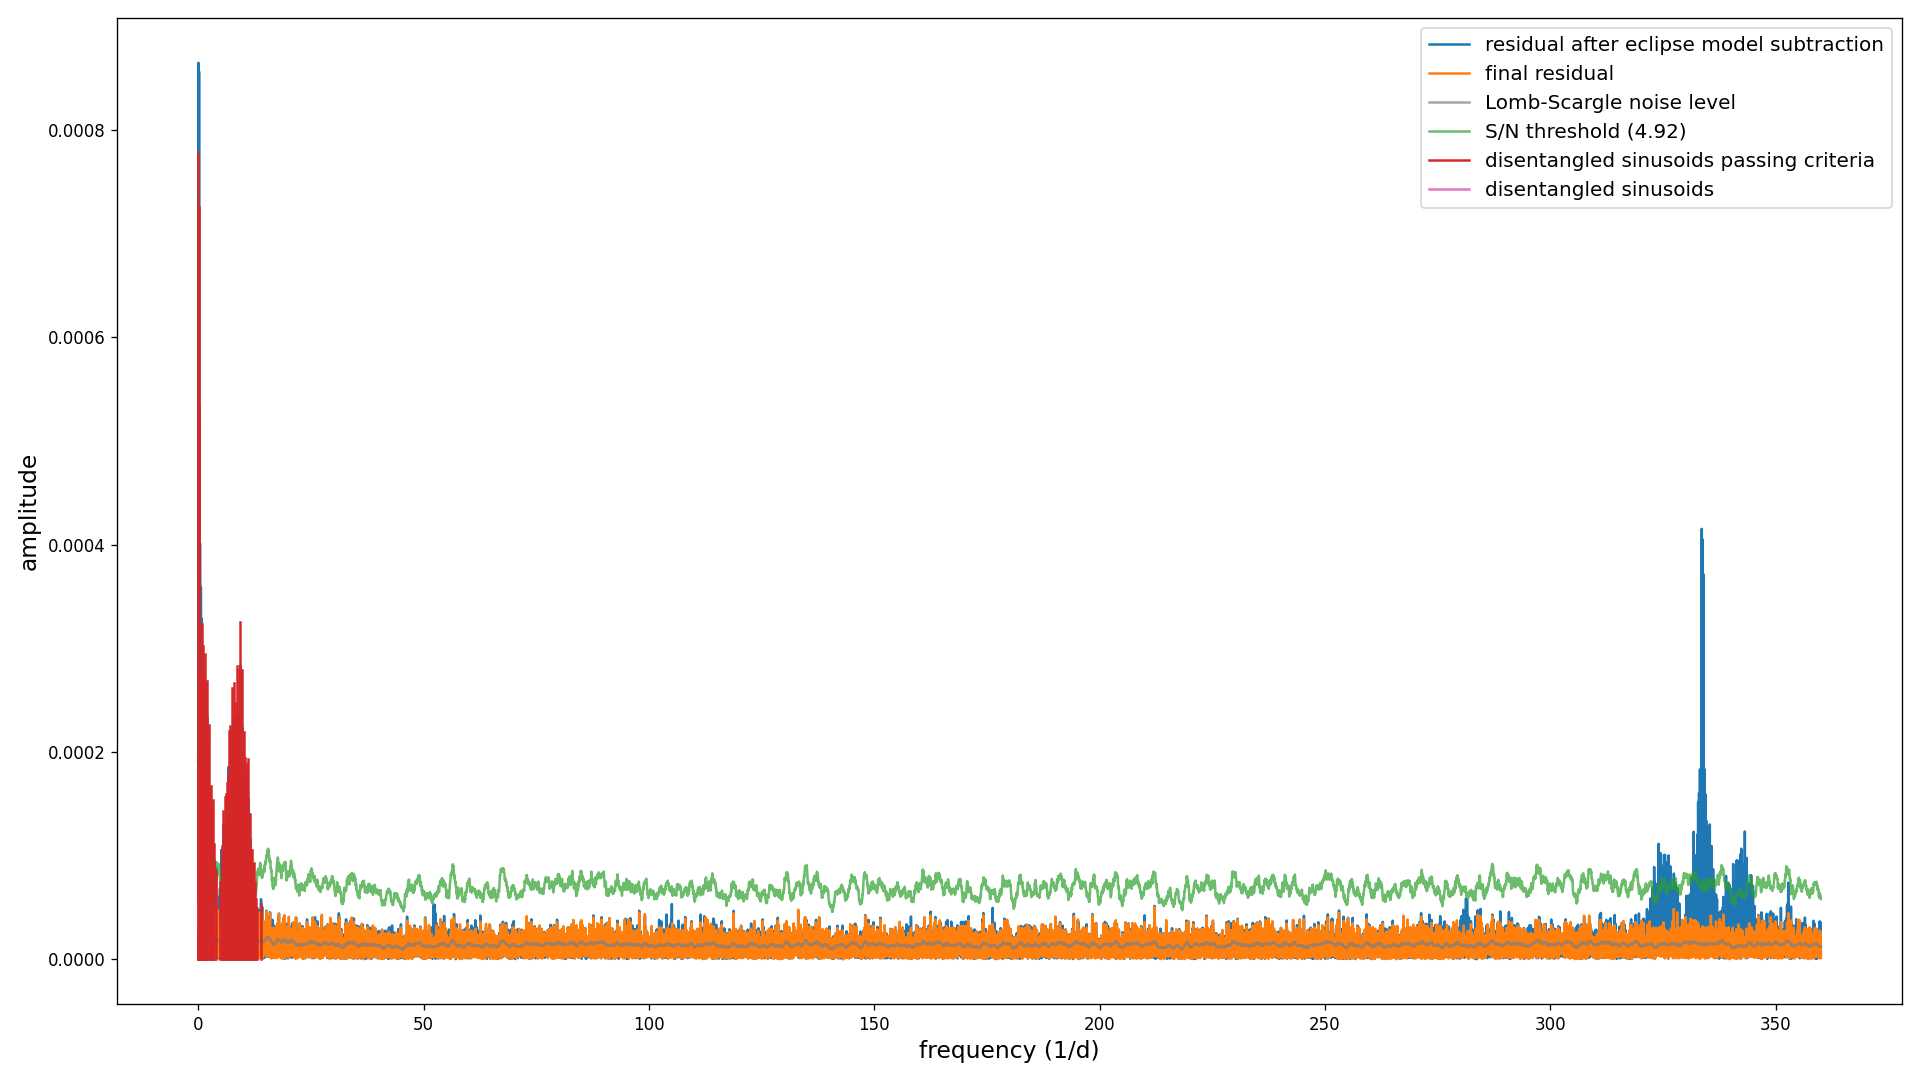 residual after eclipse model subtraction
final residual
Lomb-Scargle noise level
S/N threshold (4.92)
disentangled sinusoids passing criteria
disentangled sinusoids
0.0008
0.0006
0.0004
0.0002
0.0000
amplitude
0 50 100 150 200 250 300 350
frequency (1/d)